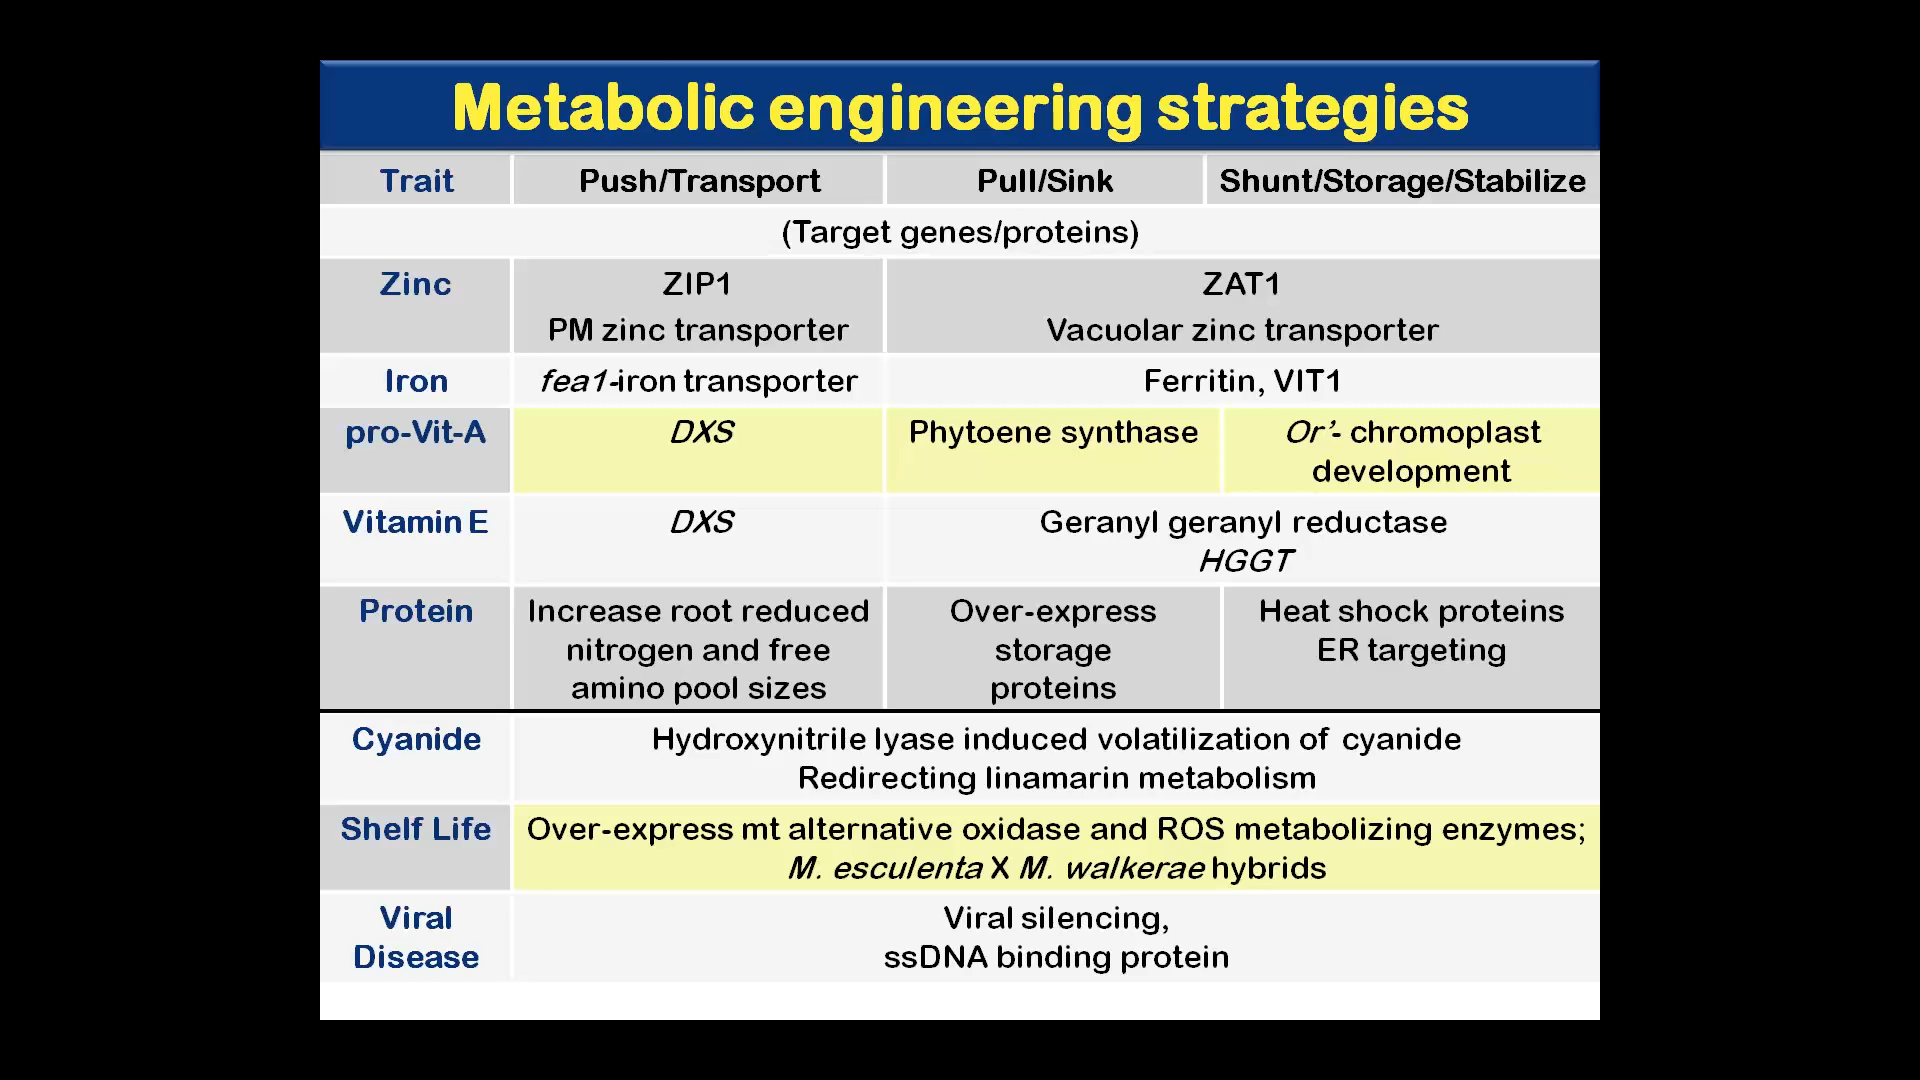 Metabolic engineering strategies
Trait Push/Transport Pull/Sink Shunt/Storage/Stabilize
(Target genes/proteins)
Zinc ZIP1 ZAT1
PM zinc transporter Vacuolar zinc transporter
Iron fea1-iron transporter Ferritin, VIT1
pro-Vit-A DXS Phytoene synthase Or’- chromoplast
development
Vitamin E DXS Geranyl geranyl reductase
HGGT
Protein Increase root reduced Over-express Heat shock proteins
nitrogen and free storage ER targeting
amino pool sizes proteins
Cyanide Hydroxynitrile lyase induced volatilization of cyanide
Redirecting linamarin metabolism
Shelf Life Over-express mt alternative oxidase and ROS metabolizing enzymes;
M. esculenta X M. walkerae hybrids
Viral Viral silencing,
Disease ssDNA binding protein